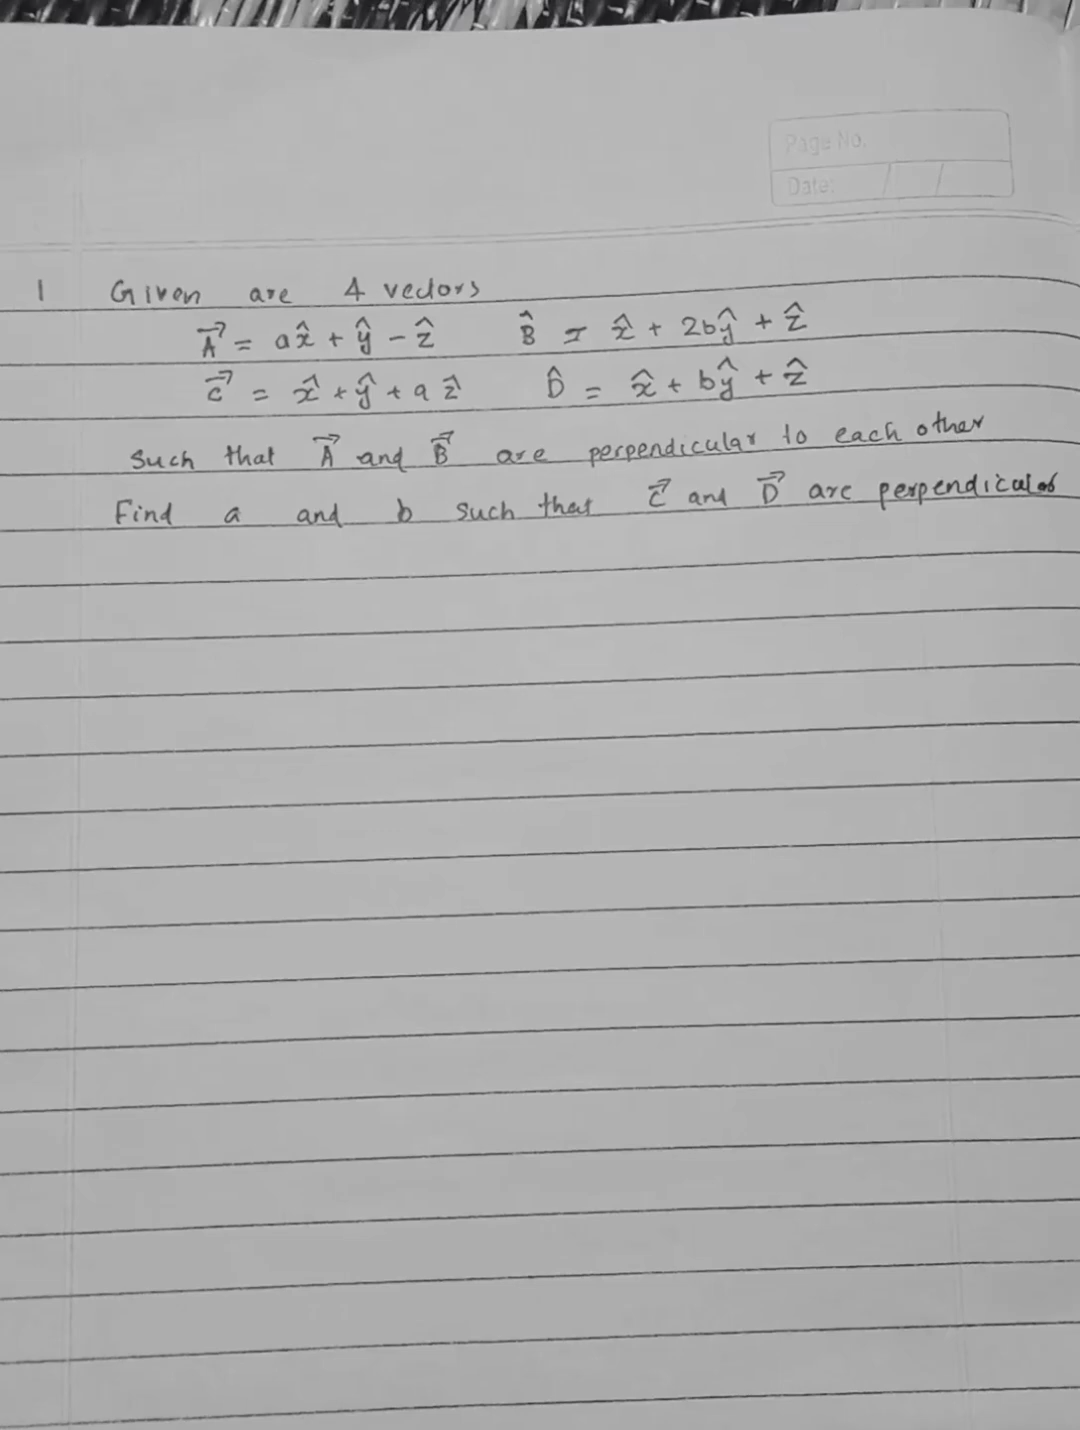 Page No.
Date: / /
1 Given are 4 vectors
A⃗ = ax̂ + ŷ - ẑ   B̂ = x̂ + 2bŷ + ẑ
C⃗ = x̂ + ŷ + a ẑ   D̂ = x̂ + bŷ + ẑ
such that A⃗ and B⃗ are perpendicular to each other
Find a and b such that C⃗ and D⃗ are perpendicular